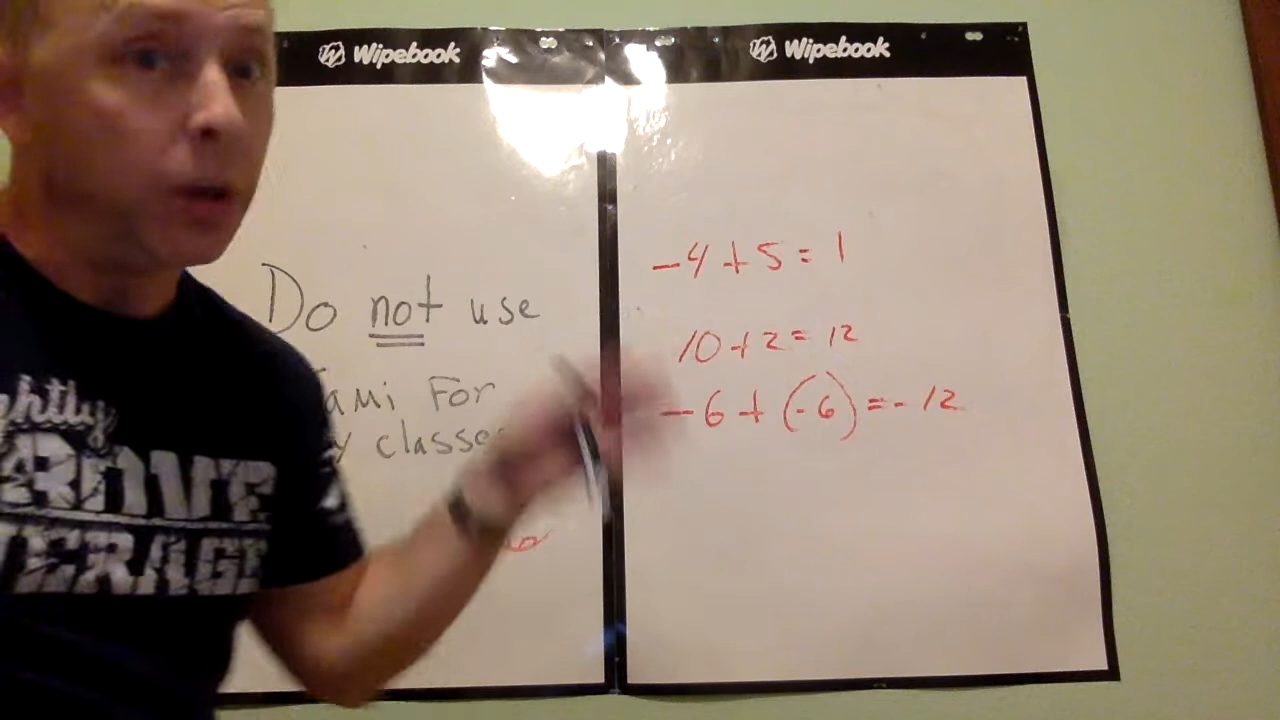 Wipebook
Wipebook
Do not use
For
classes
-4+5=1
10+2=12
-6+(-6)=-12